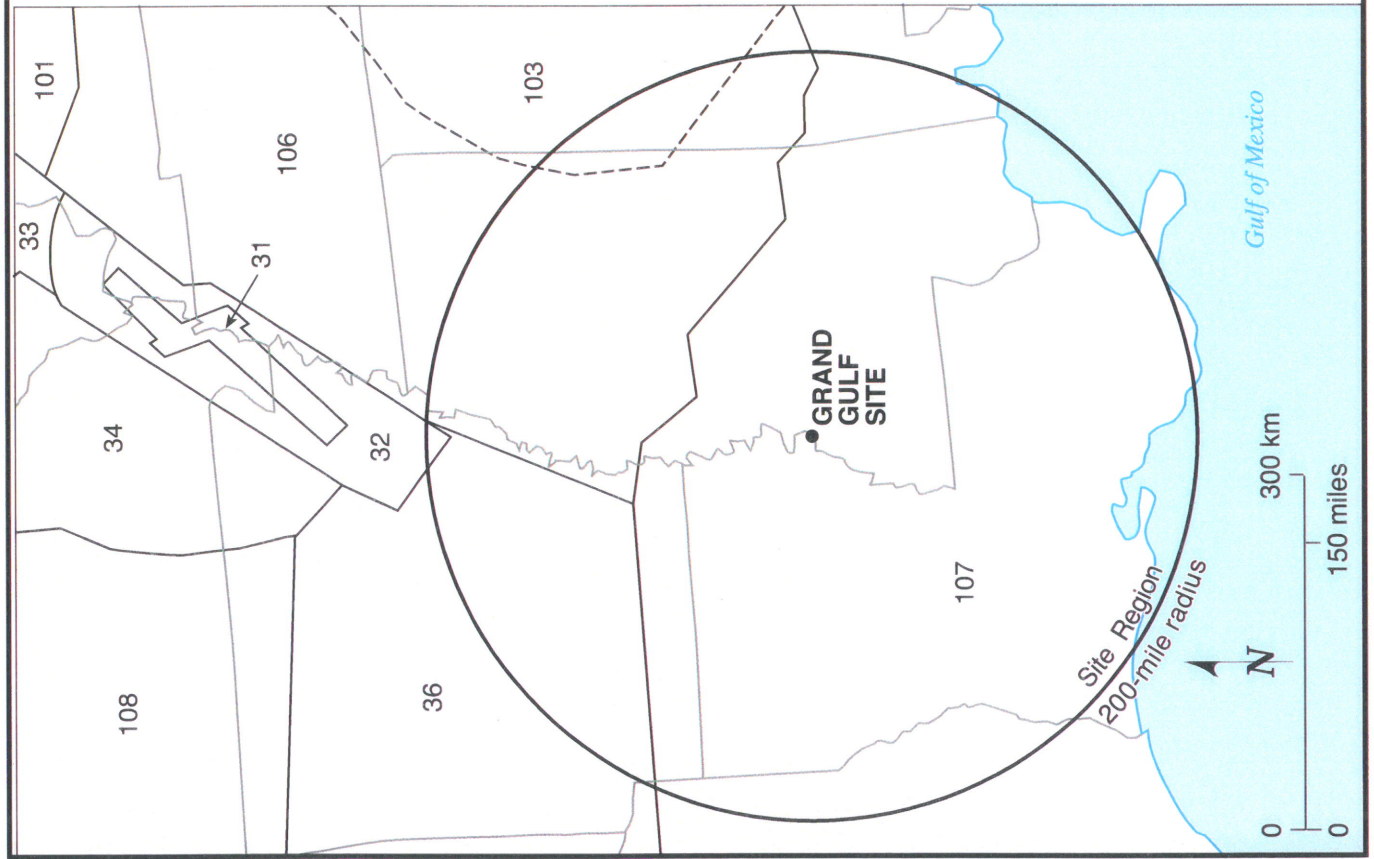 101
33
106
103
31
34
32
108
36
GRAND
GULF
SITE
107
Gulf of Mexico
Site Region
200-mile radius
N
0
300 km
0
150 miles